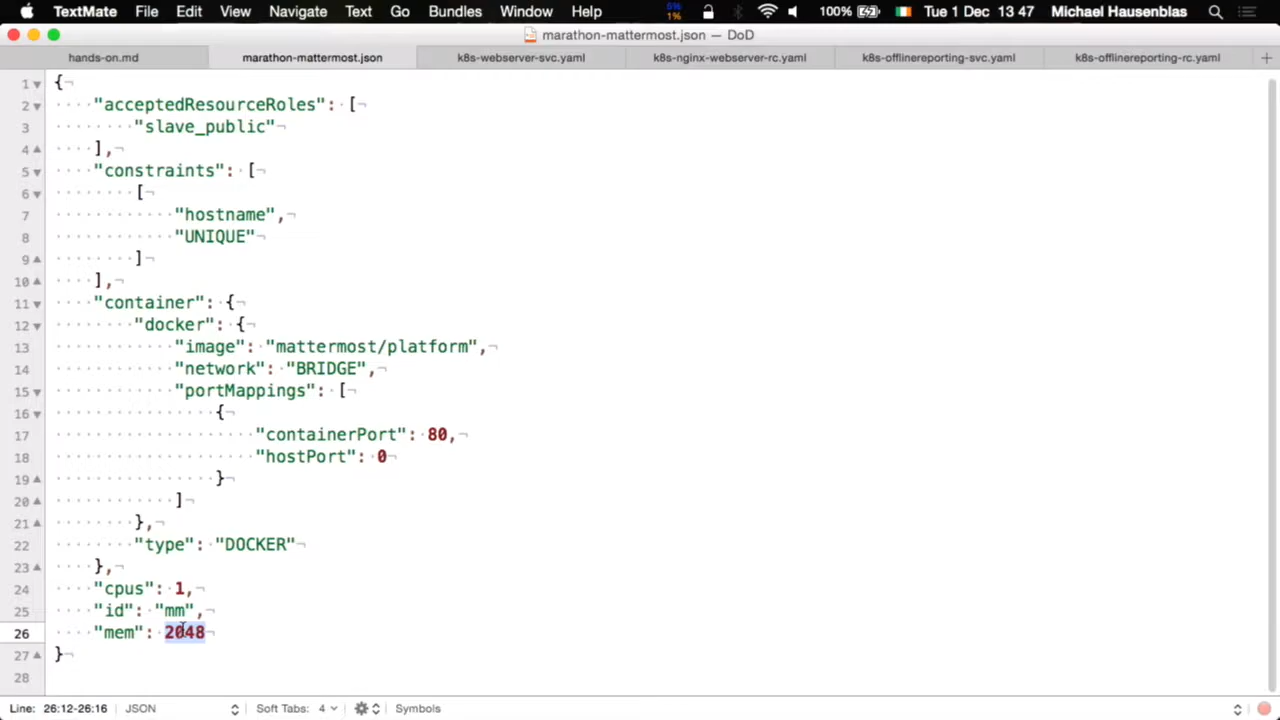 TextMate File Edit View Navigate Text Go Bundles Window Help 6% 1% 100% Tue 1 Dec 13 47 Michael Hausenblas
marathon-mattermost.json — DoD
hands-on.md marathon-mattermost.json k8s-webserver-svc.yaml k8s-nginx-webserver-rc.yaml k8s-offlinereporting-svc.yaml k8s-offlinereporting-rc.yaml +
1 {
2 "acceptedResourceRoles": [
3 "slave_public"
4 ],
5 "constraints": [
6 [
7 "hostname",
8 "UNIQUE"
9 ]
10 ],
11 "container": {
12 "docker": {
13 "image": "mattermost/platform",
14 "network": "BRIDGE",
15 "portMappings": [
16 {
17 "containerPort": 80,
18 "hostPort": 0
19 }
20 ]
21 },
22 "type": "DOCKER"
23 },
24 "cpus": 1,
25 "id": "mm",
26 "mem": 2048
27 }
28
Line: 26:12-26:16 JSON Soft Tabs: 4 Symbols